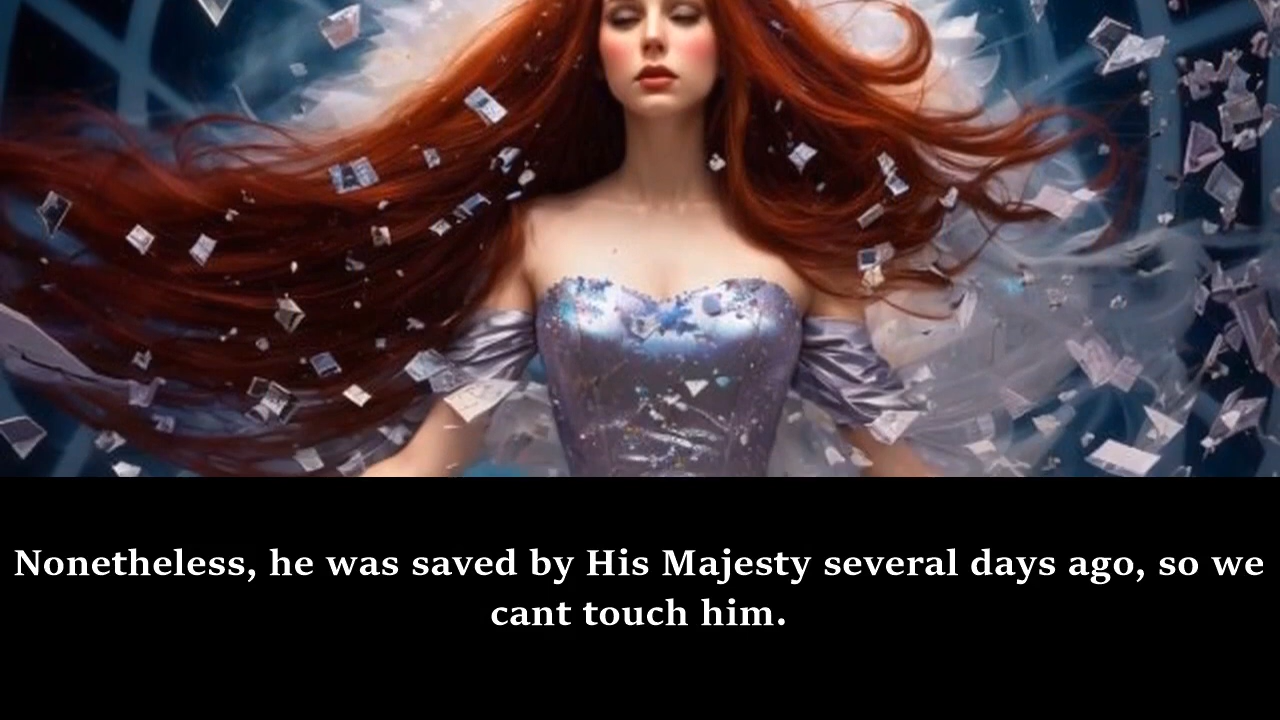 Nonetheless, he was saved by His Majesty several days ago, so we
cant touch him.